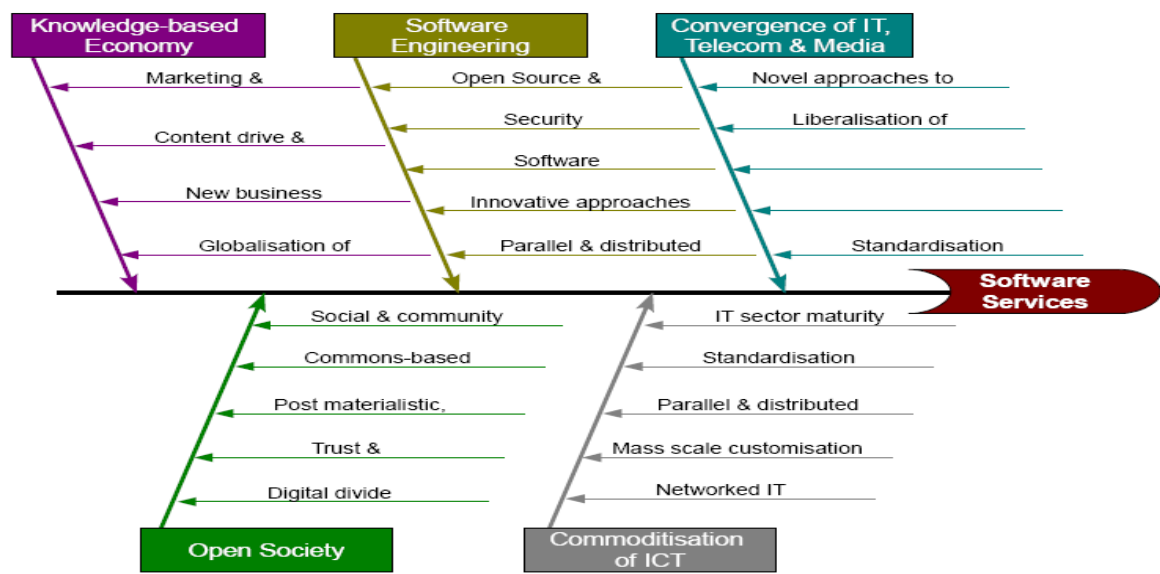 Knowledge-based
Economy
Marketing &
Content drive &
New business
Globalisation of
Software
Engineering
Open Source &
Security
Software
Innovative approaches
Parallel & distributed
Convergence of IT,
Telecom & Media
Novel approaches to
Liberalisation of
Standardisation
Software
Services
Social & community
Commons-based
Post materialistic,
Trust &
Digital divide
Open Society
IT sector maturity
Standardisation
Parallel & distributed
Mass scale customisation
Networked IT
Commoditisation
of ICT